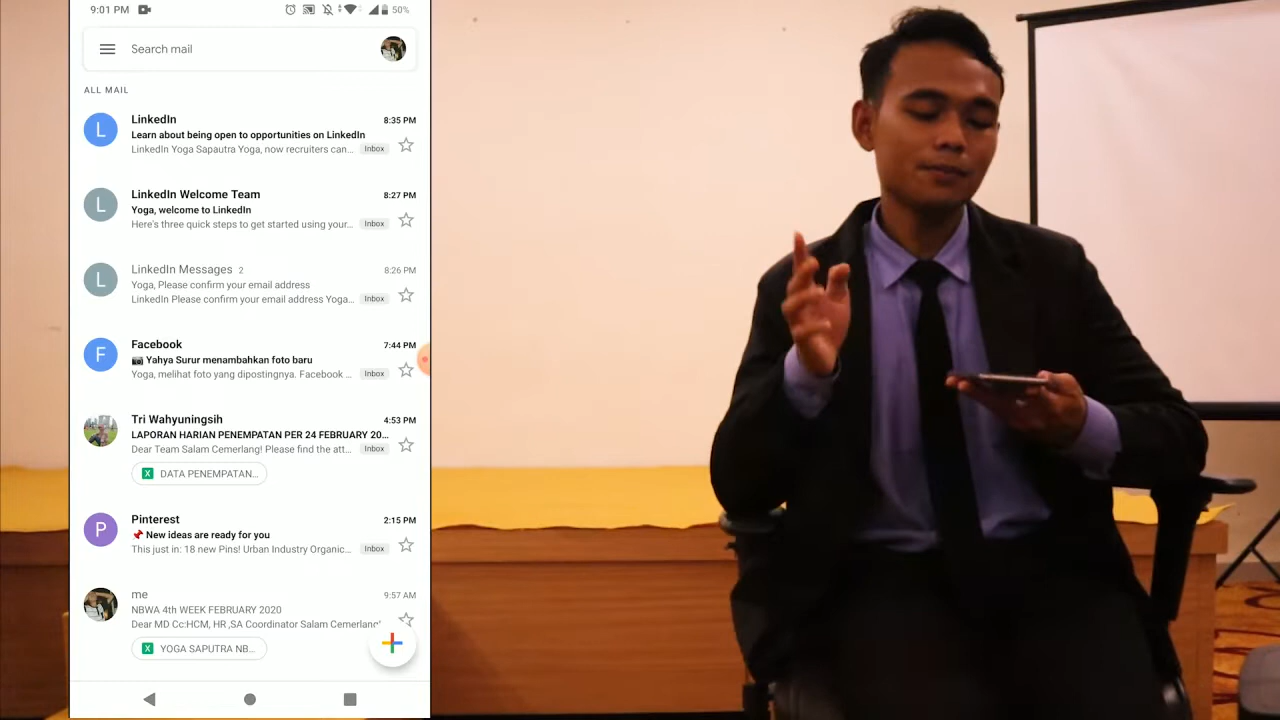 9:01 PM
50%
Search mail
ALL MAIL
L
LinkedIn
8:35 PM
Learn about being open to opportunities on LinkedIn
LinkedIn Yoga Sapautra Yoga, now recruiters can...
Inbox
L
LinkedIn Welcome Team
8:27 PM
Yoga, welcome to LinkedIn
Here's three quick steps to get started using your...
Inbox
L
LinkedIn Messages 2
8:26 PM
Yoga, Please confirm your email address
LinkedIn Please confirm your email address Yoga...
Inbox
F
Facebook
7:44 PM
Yahya Surur menambahkan foto baru
Yoga, melihat foto yang dipostingnya. Facebook ...
Inbox
Tri Wahyuningsih
4:53 PM
LAPORAN HARIAN PENEMPATAN PER 24 FEBRUARY 20...
Dear Team Salam Cemerlang! Please find the att...
Inbox
X DATA PENEMPATAN...
P
Pinterest
2:15 PM
New ideas are ready for you
This just in: 18 new Pins! Urban Industry Organic...
Inbox
me
9:57 AM
NBWA 4th WEEK FEBRUARY 2020
Dear MD Cc:HCM, HR ,SA Coordinator Salam Cemerlang!
X YOGA SAPUTRA NB...